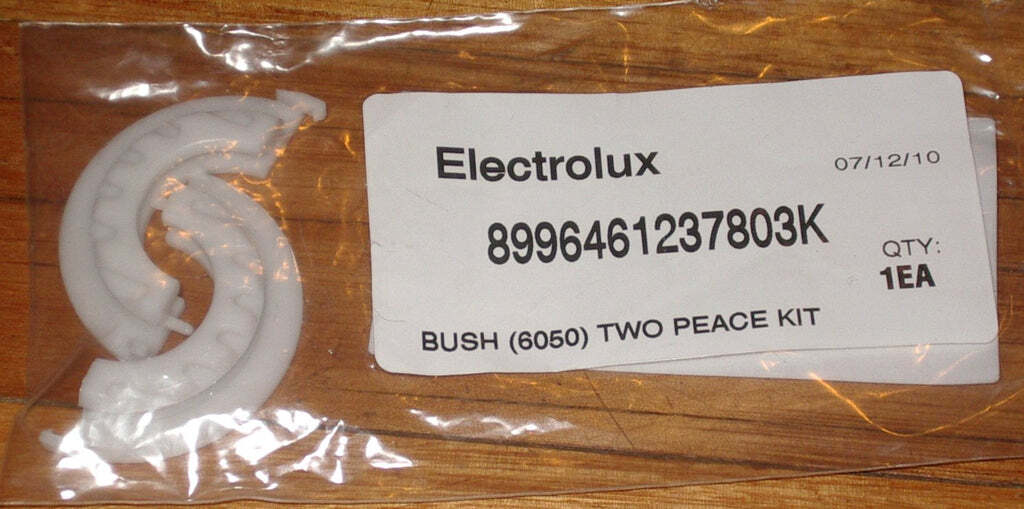 Electrolux
07/12/10
8996461237803K
QTY:
1EA
BUSH (6050) TWO PEACE KIT